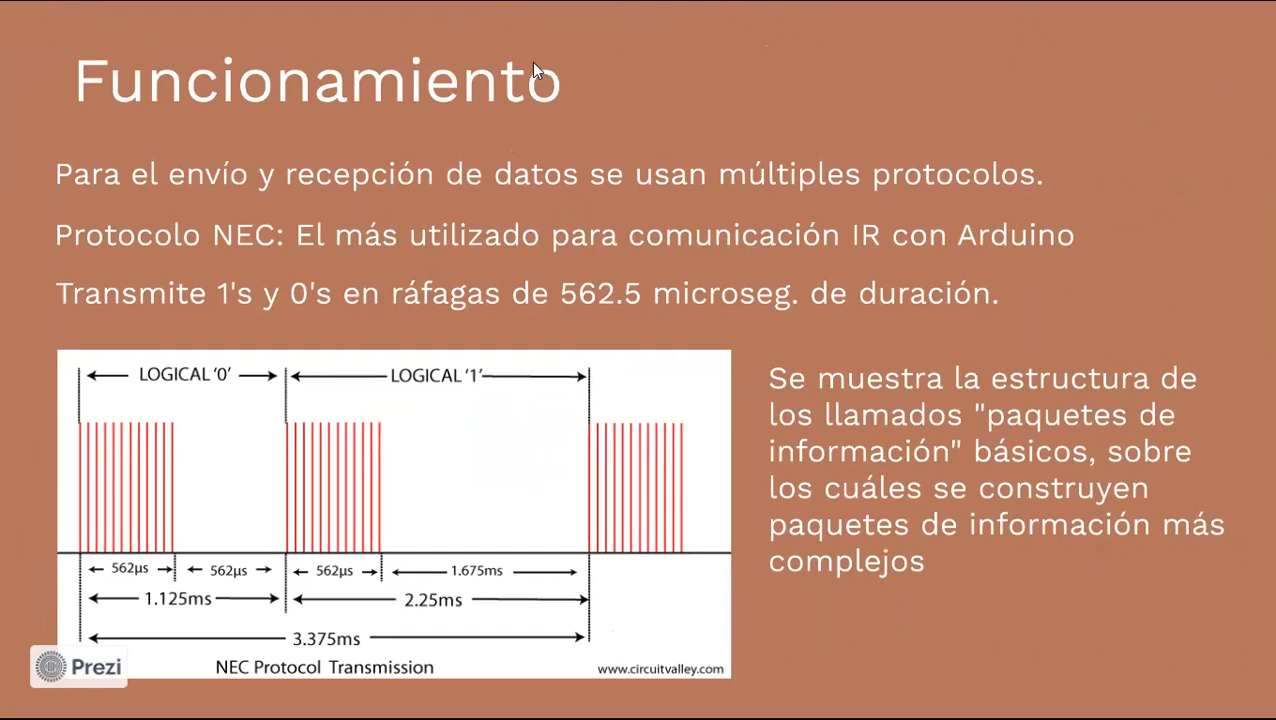 Funcionamiento
Para el envío y recepción de datos se usan múltiples protocolos.
Protocolo NEC: El más utilizado para comunicación IR con Arduino
Transmite 1's y 0's en ráfagas de 562.5 microseg. de duración.
LOGICAL '0'
LOGICAL '1'
562µs
562µs
562µs
1.675ms
1.125ms
2.25ms
3.375ms
NEC Protocol Transmission
www.circuitvalley.com
Prezi
Se muestra la estructura de
los llamados "paquetes de
información" básicos, sobre
los cuáles se construyen
paquetes de información más
complejos